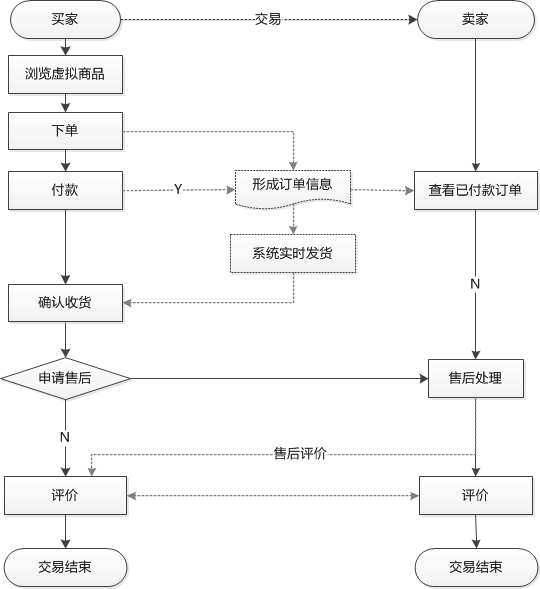 买家
交易
卖家
浏览虚拟商品
下单
付款
Y
形成订单信息
查看已付款订单
系统实时发货
N
确认收货
申请售后
售后处理
N
售后评价
评价
评价
交易结束
交易结束